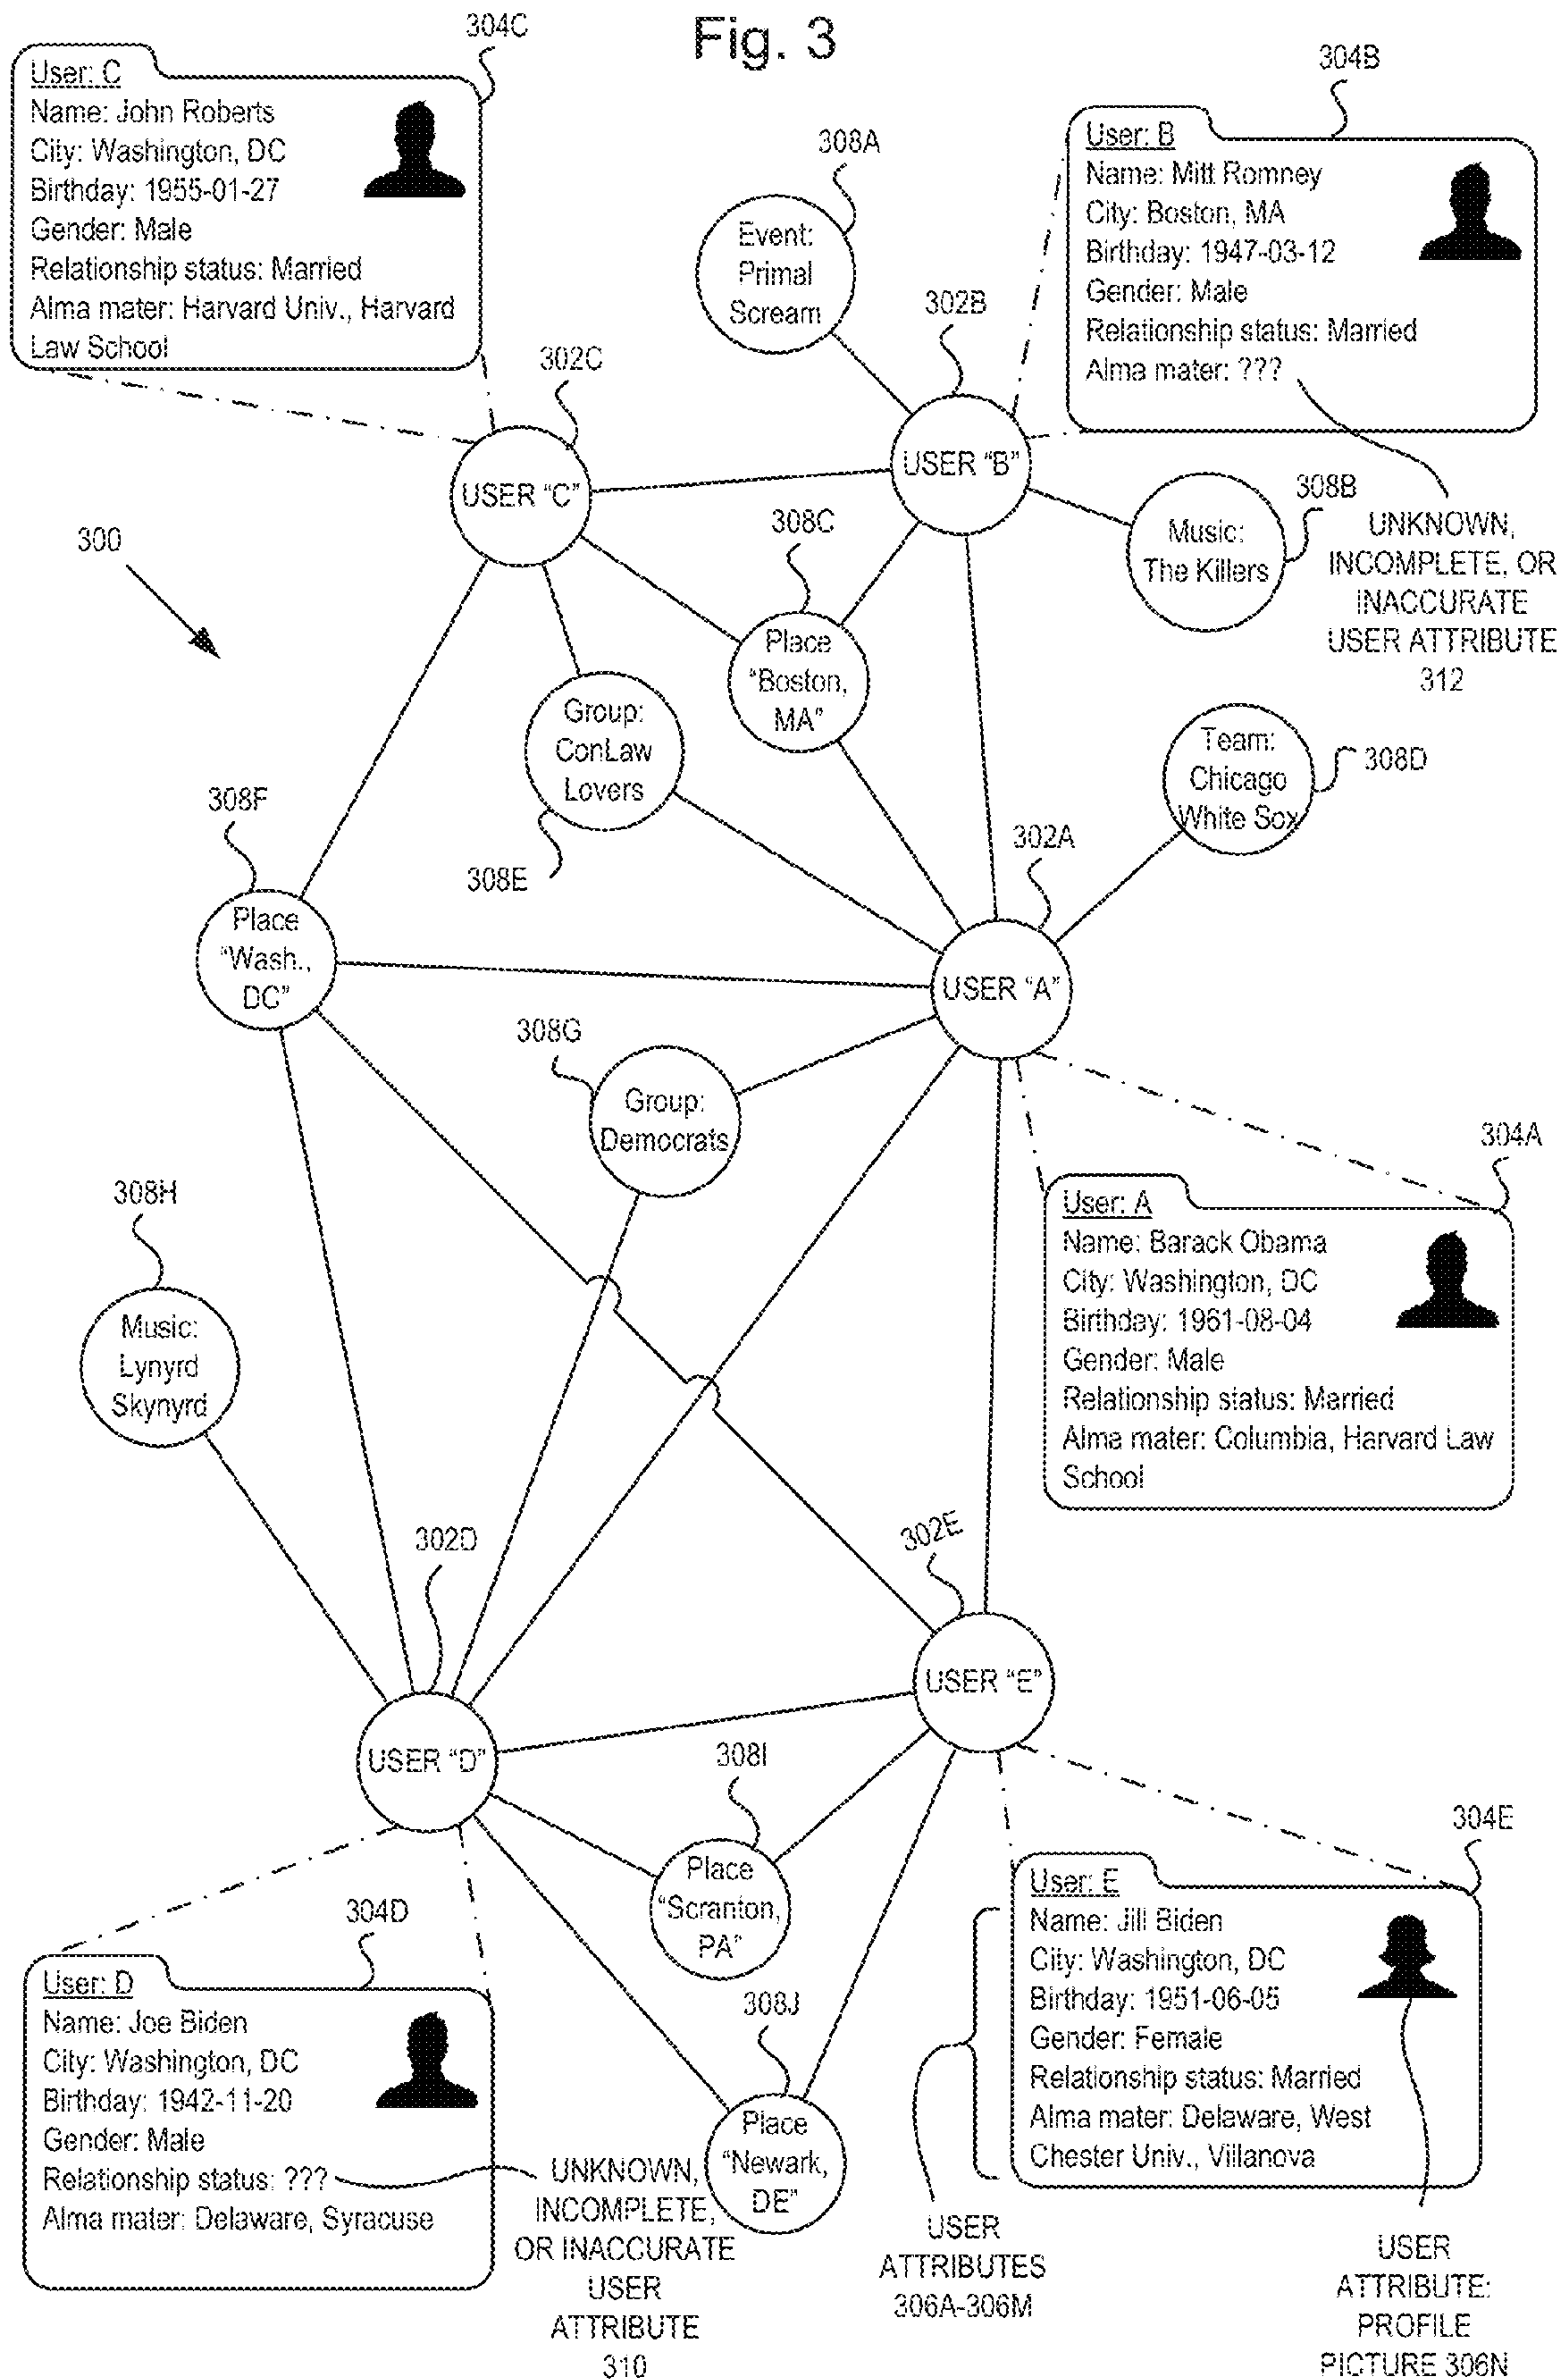 Fig. 3
304C
User: C
Name: John Roberts
City: Washington, DC
Birthday: 1955-01-27
Gender: Male
Relationship status: Married
Alma mater: Harvard Univ., Harvard
Law School
304B
User: B
Name: Mitt Romney
City: Boston, MA
Birthday: 1947-03-12
Gender: Male
Relationship status: Married
Alma mater: ???
308A
Event:
Primal
Scream
302B
USER "B"
302C
USER "C"
308B
Music:
The Killers
UNKNOWN,
INCOMPLETE, OR
INACCURATE
USER ATTRIBUTE
312
300
308C
Place
"Boston,
MA"
Group:
ConLaw
Lovers
308E
Team:
Chicago
White Sox
308D
308F
Place
"Wash.,
DC"
302A
USER "A"
308G
Group:
Democrats
304A
User: A
Name: Barack Obama
City: Washington, DC
Birthday: 1961-08-04
Gender: Male
Relationship status: Married
Alma mater: Columbia, Harvard Law
School
308H
Music:
Lynyrd
Skynyrd
302D
USER "D"
302E
USER "E"
308I
Place
"Scranton,
PA"
304E
User: E
Name: Jill Biden
City: Washington, DC
Birthday: 1951-06-05
Gender: Female
Relationship status: Married
Alma mater: Delaware, West
Chester Univ., Villanova
304D
User: D
Name: Joe Biden
City: Washington, DC
Birthday: 1942-11-20
Gender: Male
Relationship status: ???
Alma mater: Delaware, Syracuse
308J
Place
"Newark,
DE"
UNKNOWN,
INCOMPLETE,
OR INACCURATE
USER
ATTRIBUTE
310
USER
ATTRIBUTES
306A-306M
USER
ATTRIBUTE:
PROFILE
PICTURE 306N